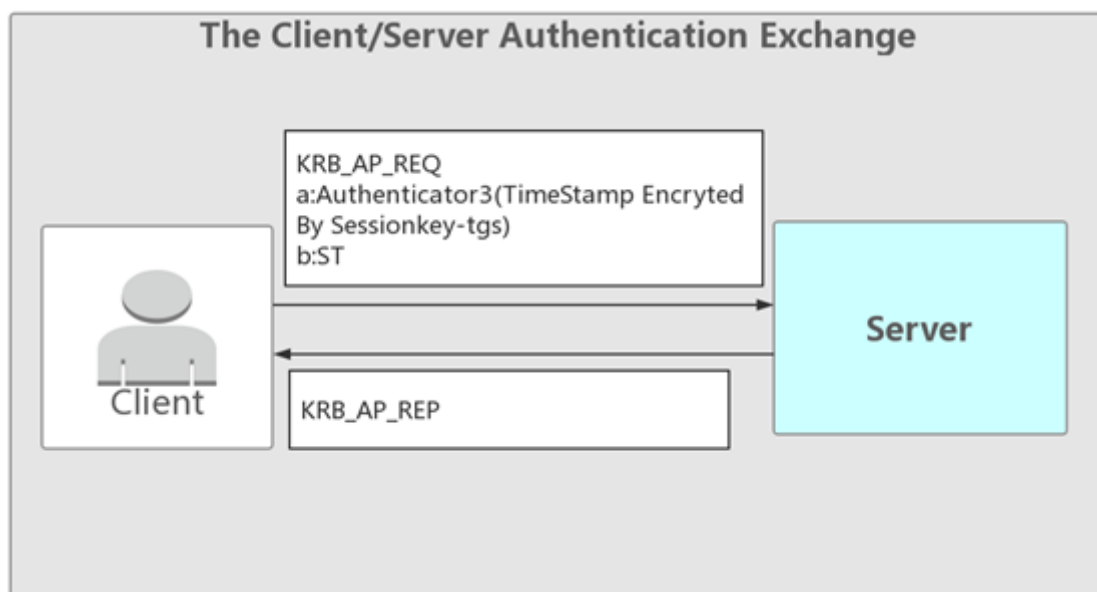 The Client/Server Authentication Exchange
KRB_AP_REQ
a:Authenticator3(TimeStamp Encryted
By Sessionkey-tgs)
b:ST
Server
Client
KRB_AP_REP